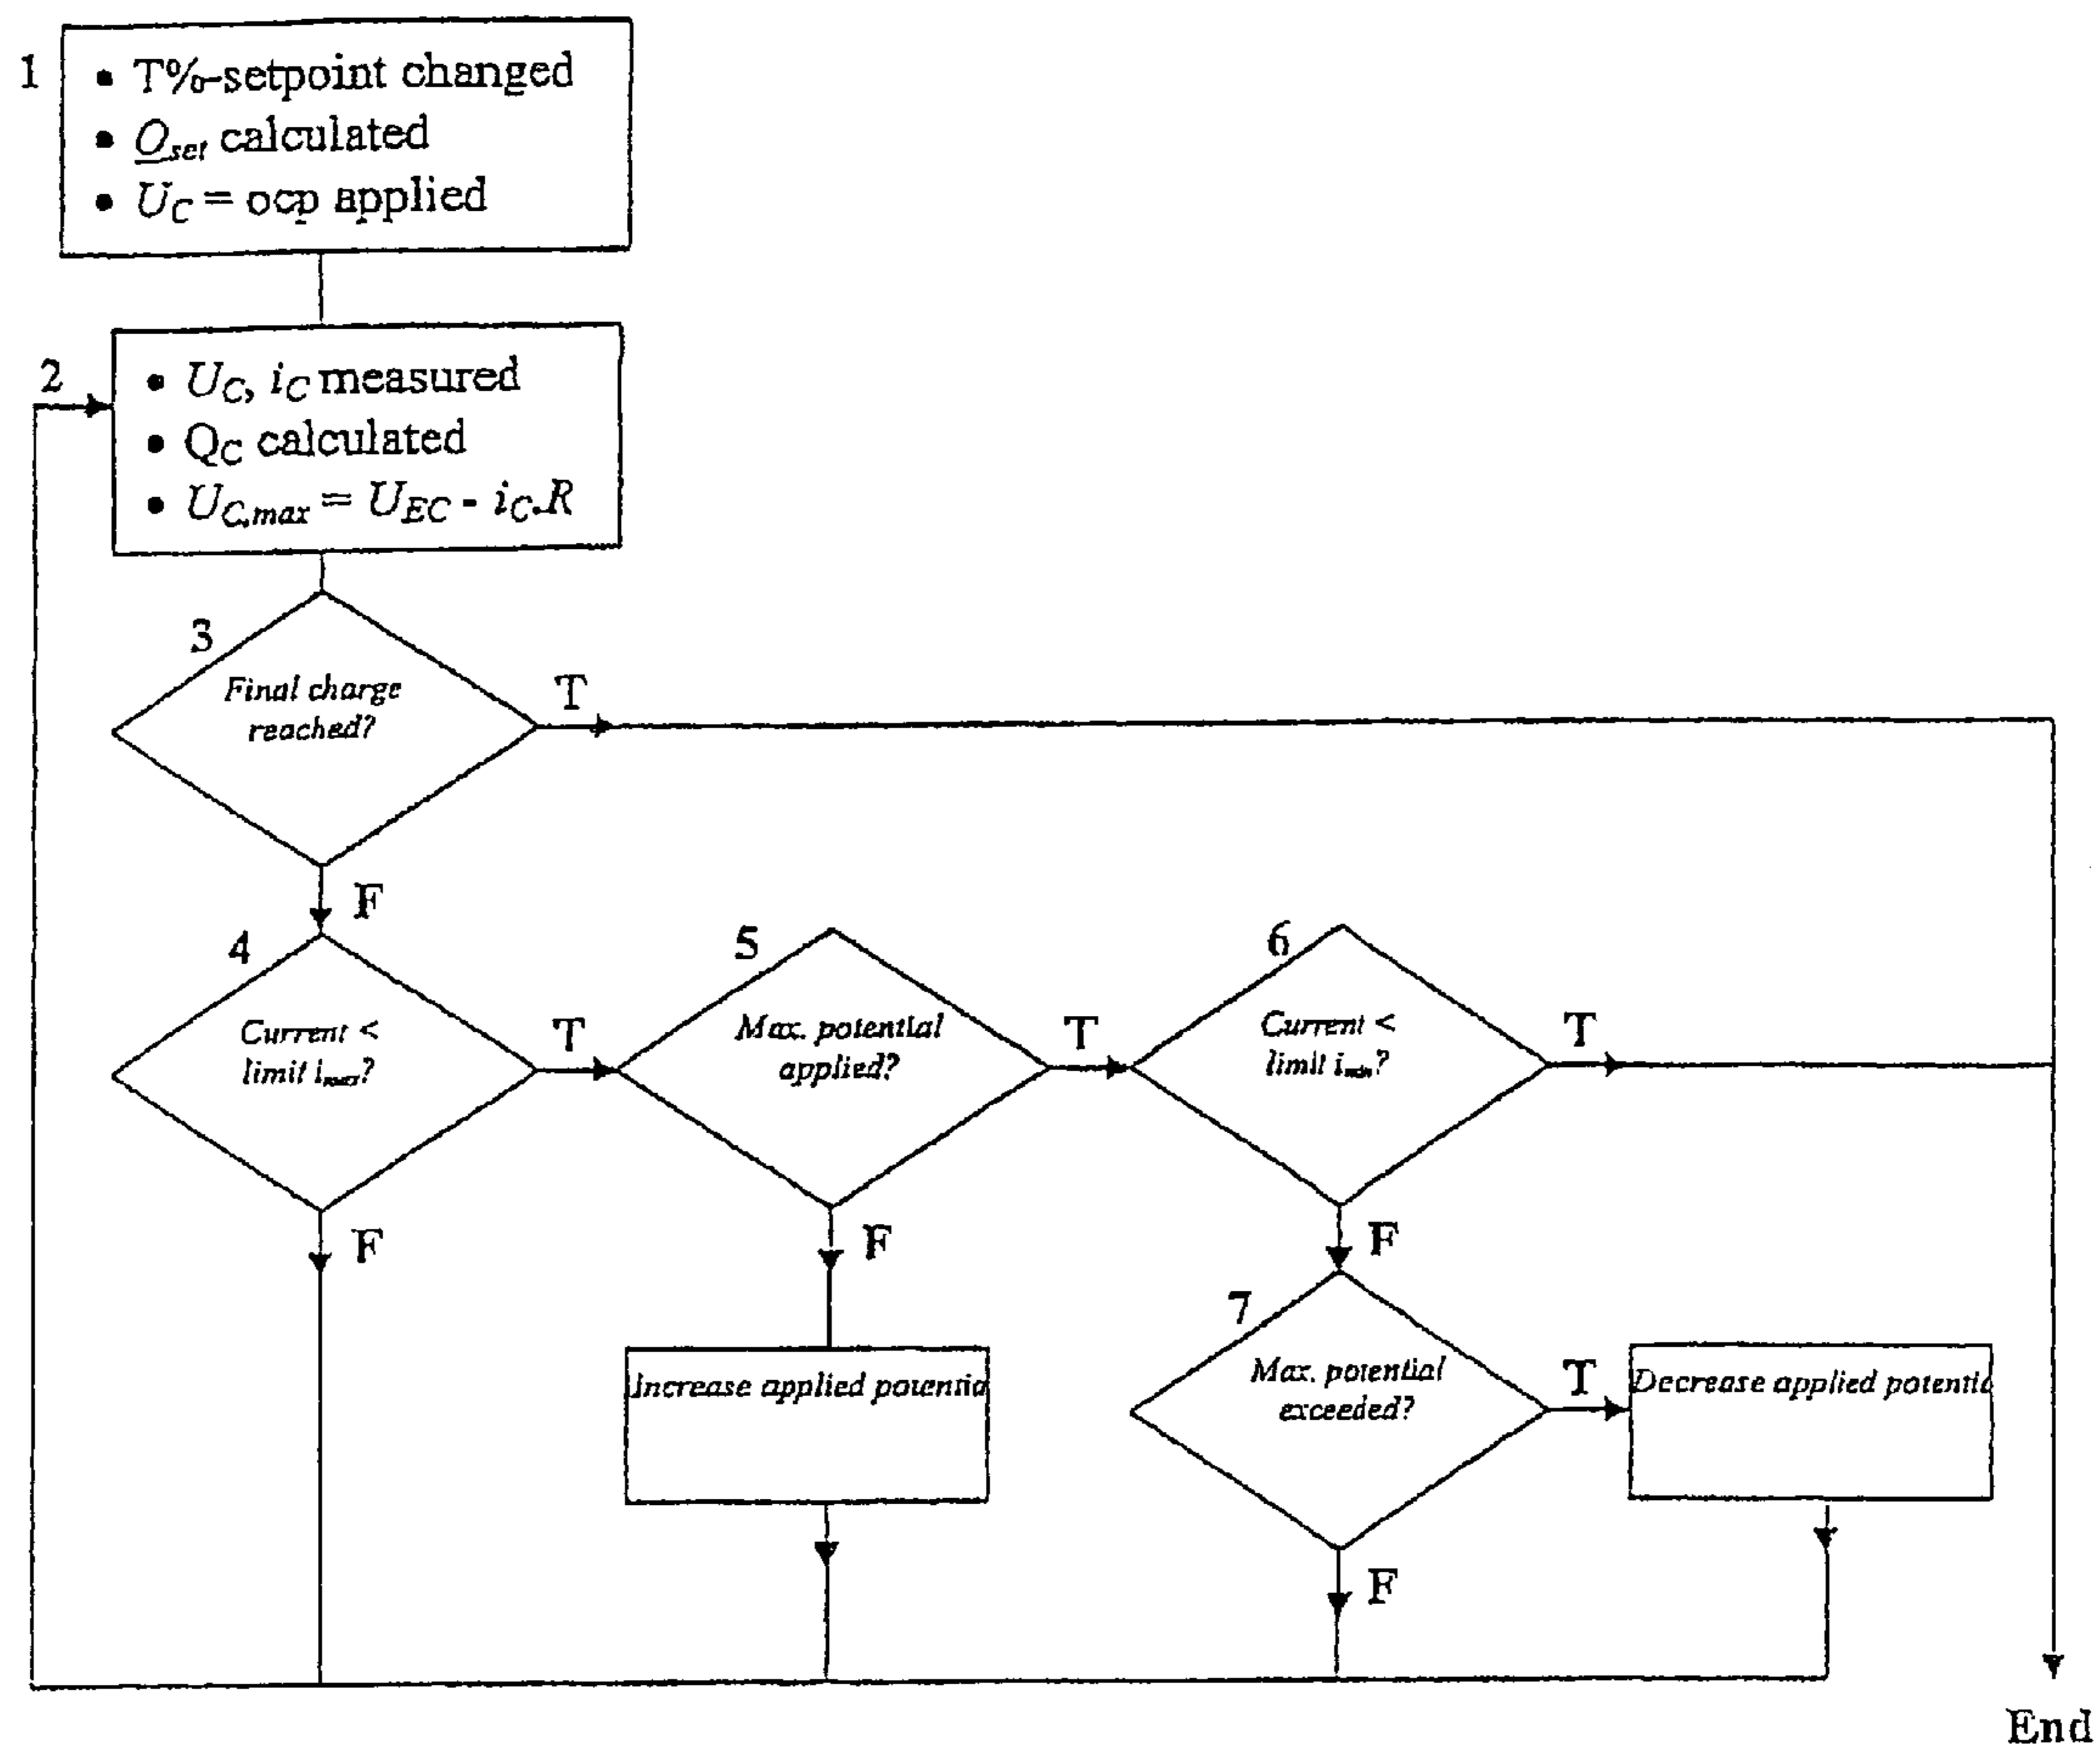 1
• T%-setpoint changed
• Qset calculated
• UC = ocp applied
2
• UC, iC measured
• QC calculated
• UC,max = UEC - iC.R
3
Final charge
reached?
T
F
4
Current <
limit imax?
T
F
5
Max. potential
applied?
T
F
Increase applied potentia
6
Current <
limit imin?
T
F
7
Max. potential
exceeded?
T
F
Decrease applied potentia
End